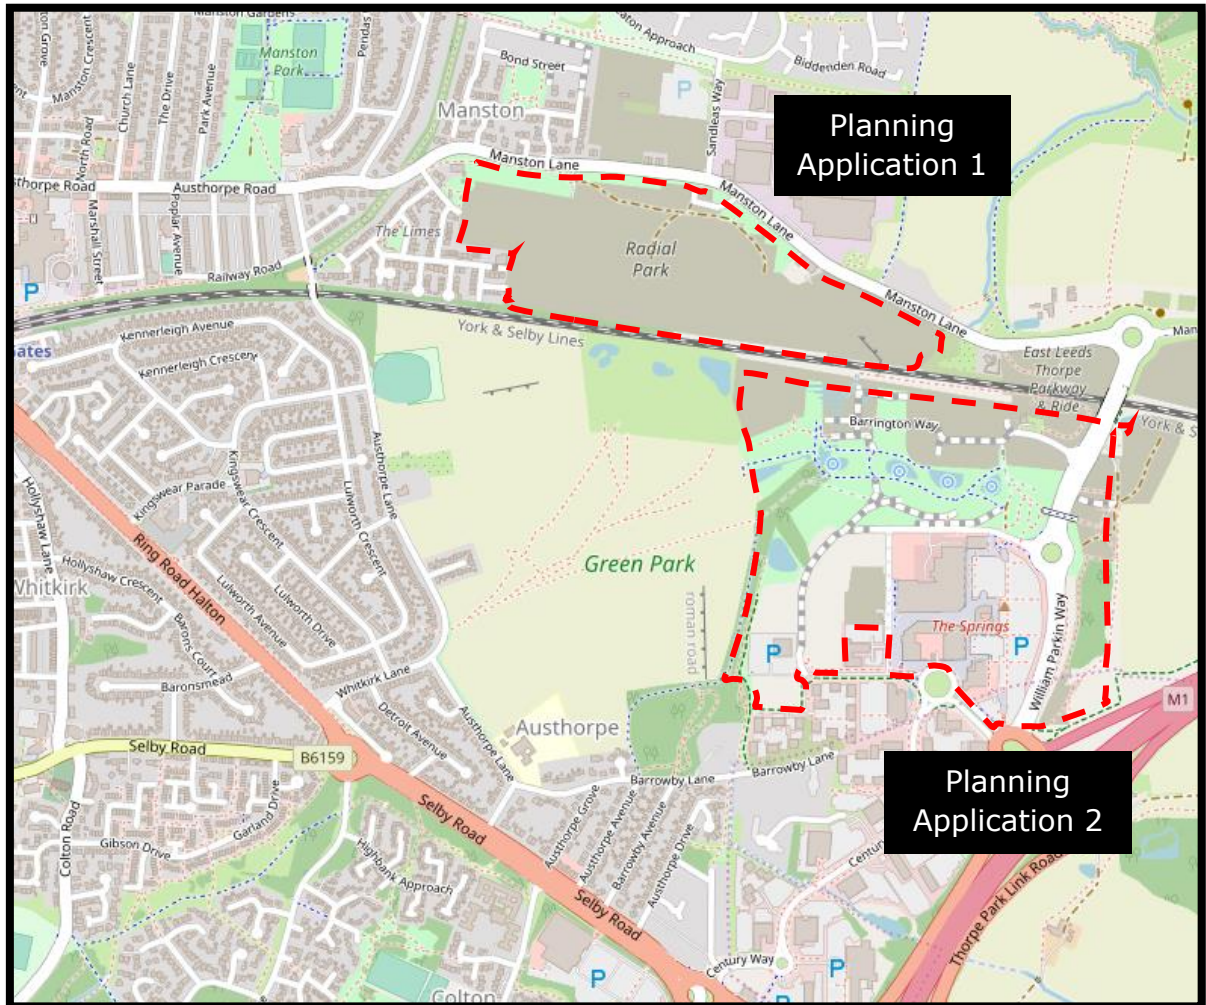 Manston Gardens
Manston Crescent
Church Lane
The Drive
Park Avenue
North Road
Manston
Park
Pendas
Bond Street
Manston
P
Sandleas Way
Biddenden Road
Planning
Application 1
Austhorpe Road
Marshall Street
Poplar Avenue
The Limes
Manston Lane
Manston Lane
Manston Lane
Radial
Park
Railway Road
P
York & Selby Lines
East Leeds
Thorpe
Parkway
& Ride
York & S
Gates
Kennerleigh Avenue
Kennerleigh Crescent
Kingswear Parade
Kingswear Crescent
Lulworth Crescent
Austhorpe Lane
Barrington Way
Hollyshaw Lane
Hollyshaw Crescent
Whitkirk
Ring Road Halton
Lulworth Avenue
Lulworth Drive
Green Park
roman road
The Springs
P
P
William Parkin Way
Barons Court
Baronsmead
Whitkirk Lane
Detroit Avenue
Austhorpe Lane
Austhorpe
M1
Selby Road
B6159
Selby Road
Barrowby Lane
Barrowby Lane
Planning
Application 2
Colton Road
Gibson Drive
Garland Drive
Highbank Approach
Austhorpe Grove
Austhorpe Avenue
Barrowby Avenue
Austhorpe Drive
Selby Road
Century Way
Thorpe Park Link Road
P
P
P
Colton